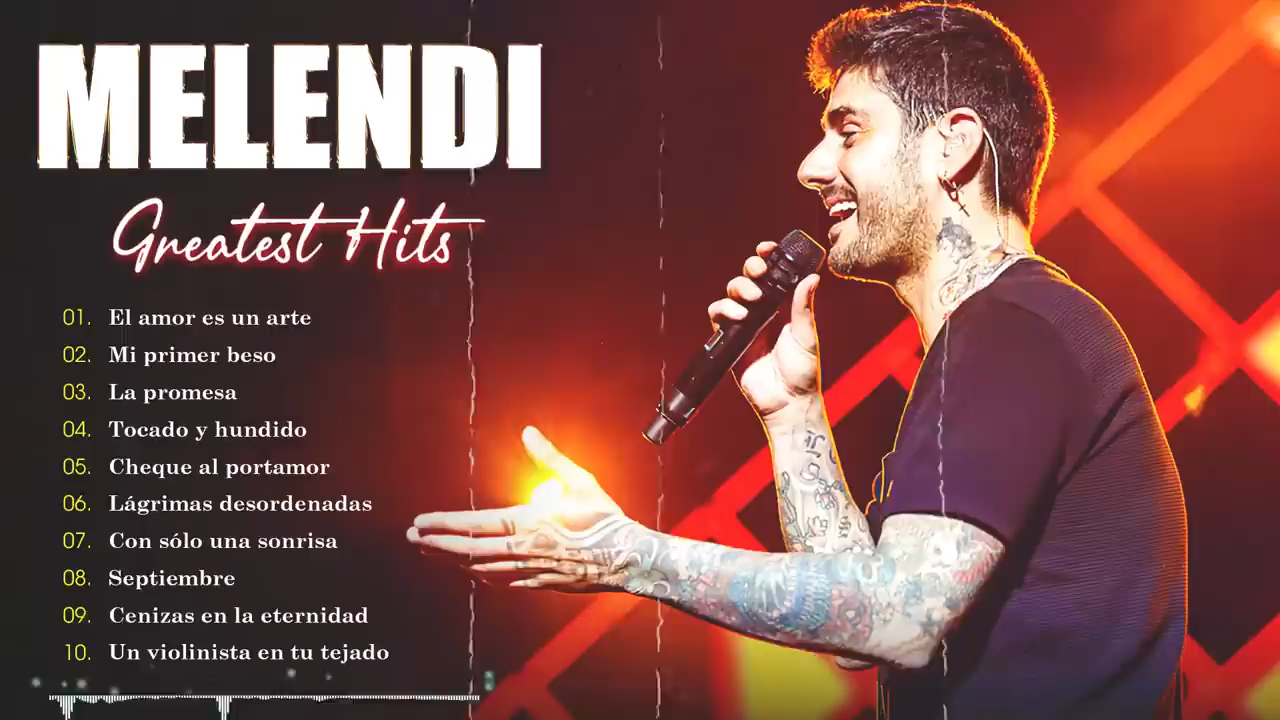 MELENDI
Greatest Hits
01. El amor es un arte
02. Mi primer beso
03. La promesa
04. Tocado y hundido
05. Cheque al portamor
06. Lágrimas desordenadas
07. Con sólo una sonrisa
08. Septiembre
09. Cenizas en la eternidad
10. Un violinista en tu tejado